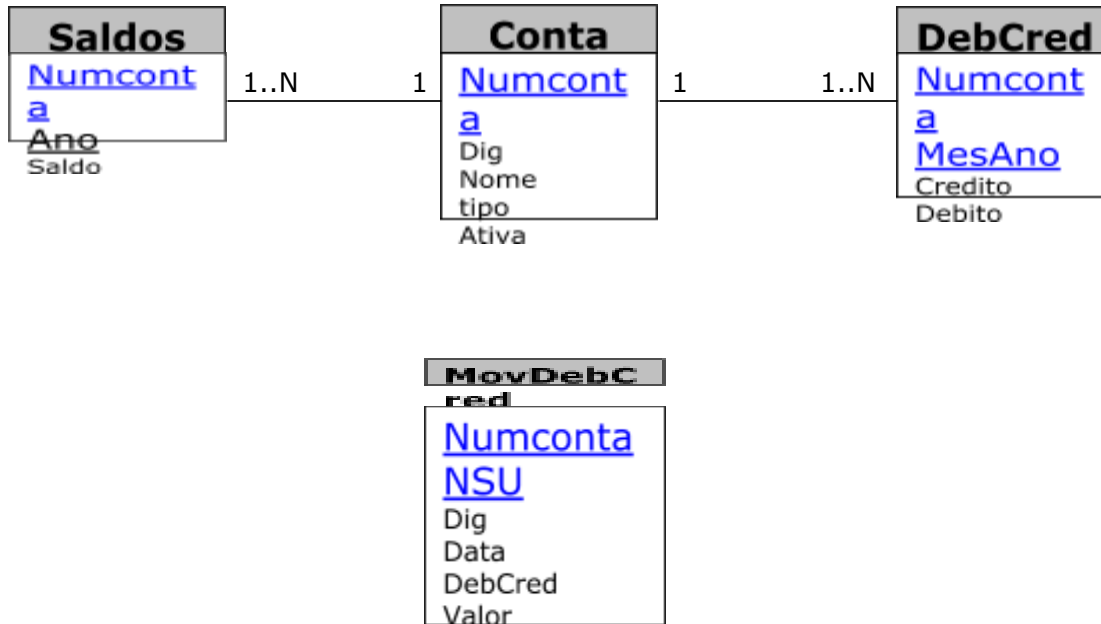 Saldos
Numcont
a
Ano
Saldo
1..N
1
Conta
Numcont
a
Dig
Nome
tipo
Ativa
1
1..N
DebCred
Numcont
a
MesAno
Credito
Debito
MovDebC
red
Numconta
NSU
Dig
Data
DebCred
Valor